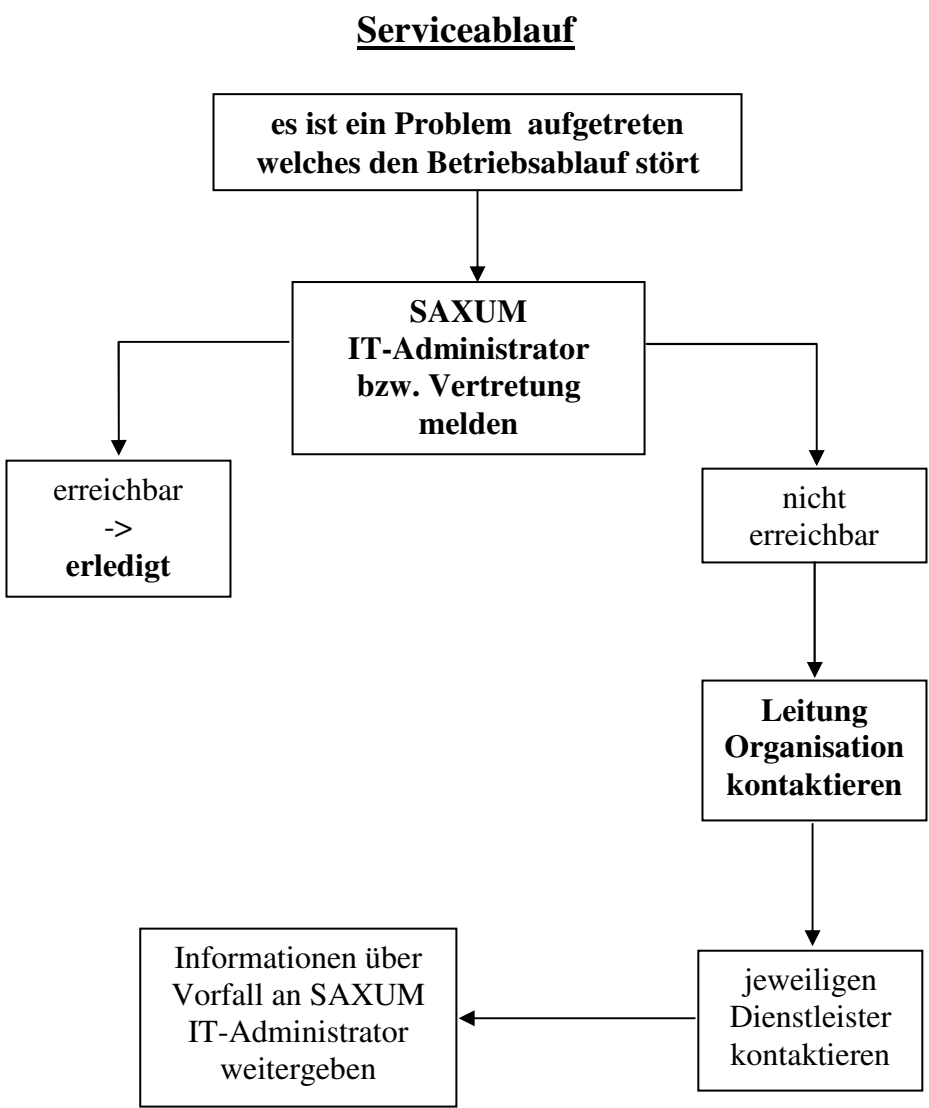 Serviceablauf
es ist ein Problem aufgetreten
welches den Betriebsablauf stört
SAXUM
IT-Administrator
bzw. Vertretung
melden
erreichbar
->
erledigt
nicht
erreichbar
Leitung
Organisation
kontaktieren
jeweiligen
Dienstleister
kontaktieren
Informationen über
Vorfall an SAXUM
IT-Administrator
weitergeben